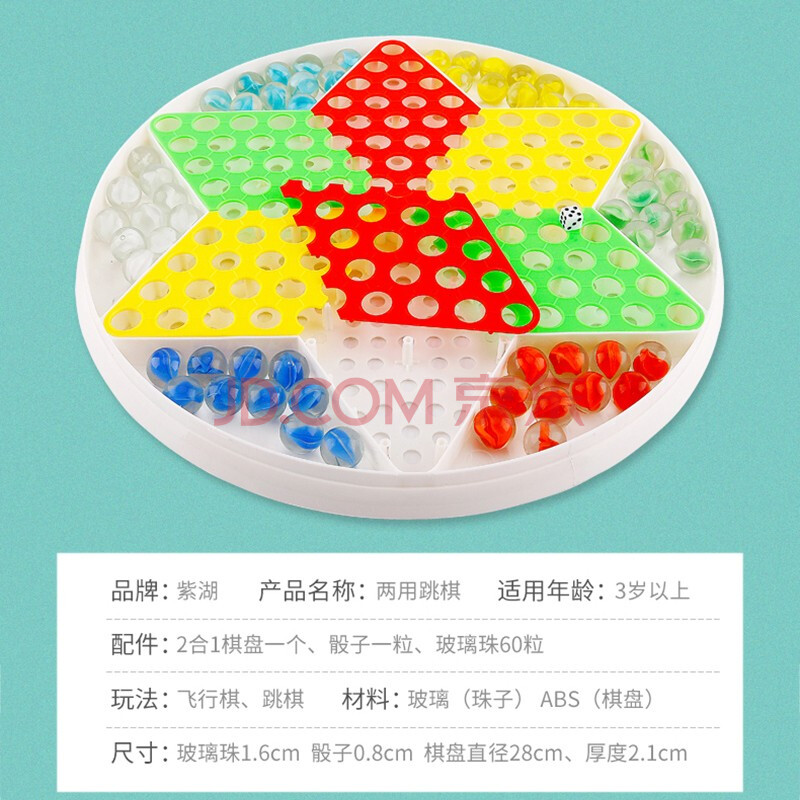 JD.COM 京东
品牌：紫湖 产品名称：两用跳棋 适用年龄：3岁以上
配件：2合1棋盘一个、骰子一粒、玻璃珠60粒
玩法：飞行棋、跳棋 材料：玻璃（珠子） ABS（棋盘）
尺寸：玻璃珠1.6cm 骰子0.8cm 棋盘直径28cm、厚度2.1cm